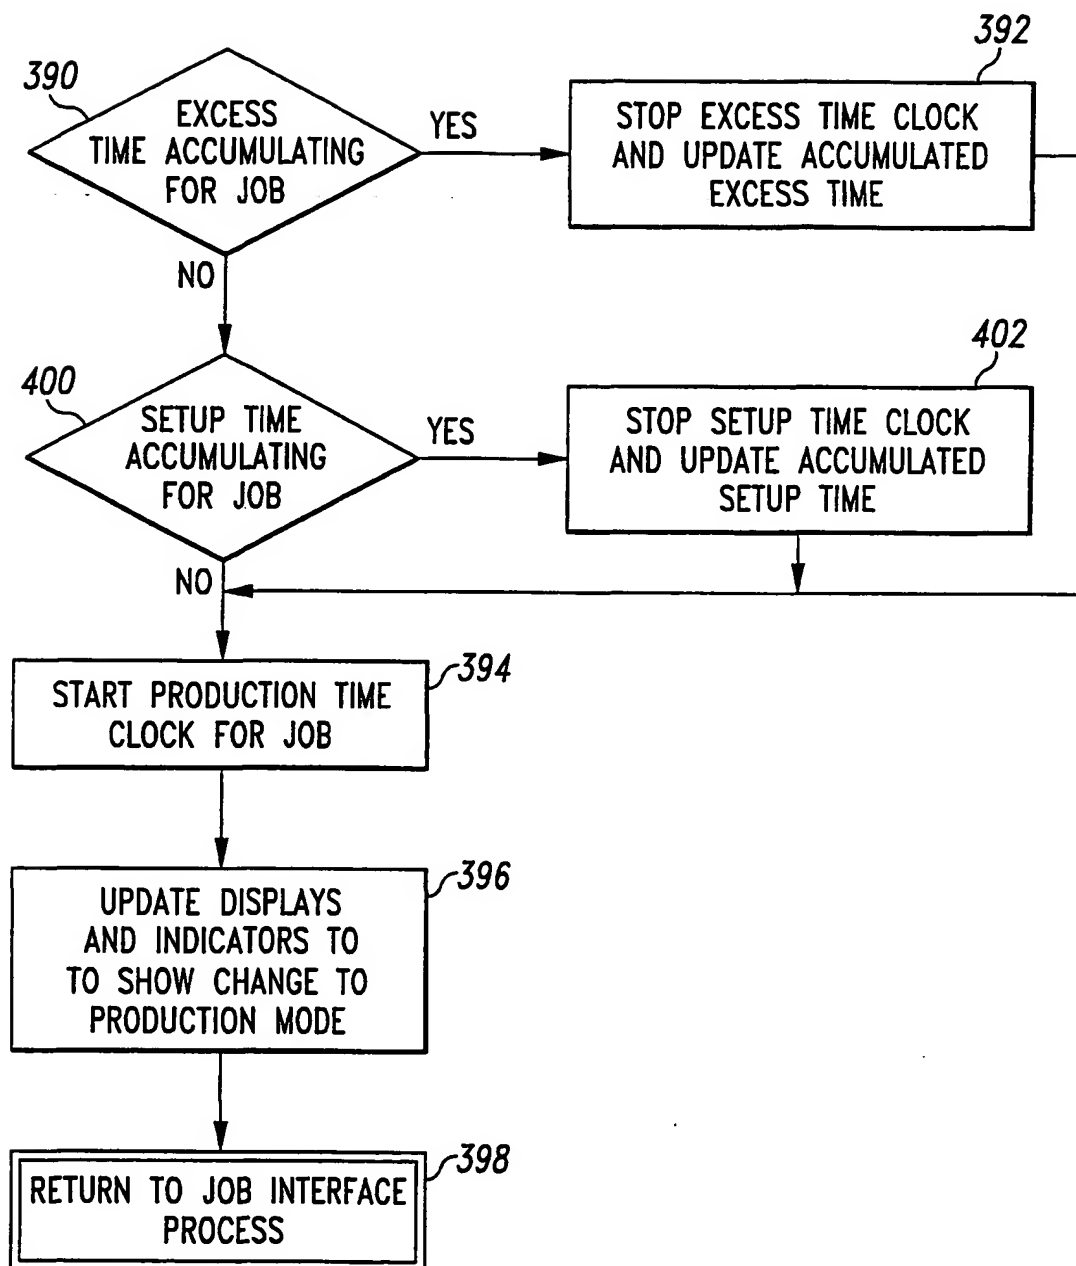 390
EXCESS
TIME ACCUMULATING
FOR JOB
YES
392
STOP EXCESS TIME CLOCK
AND UPDATE ACCUMULATED
EXCESS TIME
NO
400
SETUP TIME
ACCUMULATING
FOR JOB
YES
402
STOP SETUP TIME CLOCK
AND UPDATE ACCUMULATED
SETUP TIME
NO
394
START PRODUCTION TIME
CLOCK FOR JOB
396
UPDATE DISPLAYS
AND INDICATORS TO
TO SHOW CHANGE TO
PRODUCTION MODE
398
RETURN TO JOB INTERFACE
PROCESS